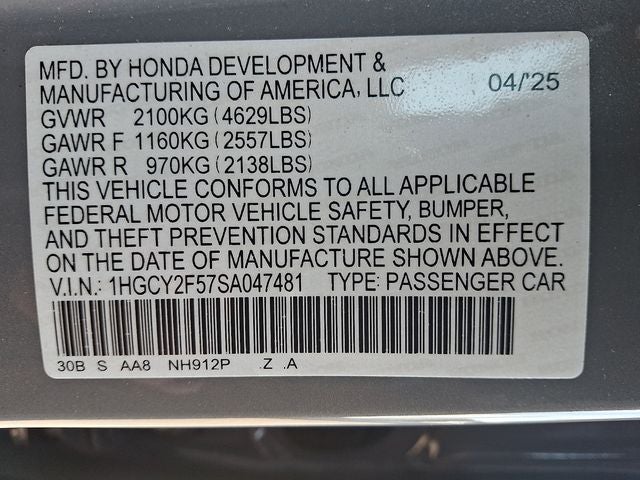 MFD. BY HONDA DEVELOPMENT &
MANUFACTURING OF AMERICA, LLC 04/'25
GVWR 2100KG (4629LBS)
GAWR F 1160KG (2557LBS)
GAWR R 970KG (2138LBS)
THIS VEHICLE CONFORMS TO ALL APPLICABLE
FEDERAL MOTOR VEHICLE SAFETY, BUMPER,
AND THEFT PREVENTION STANDARDS IN EFFECT
ON THE DATE OF MANUFACTURE SHOWN ABOVE.
V.I.N.: 1HGCY2F57SA047481 TYPE: PASSENGER CAR
30B S AA8 NH912P .Z .A